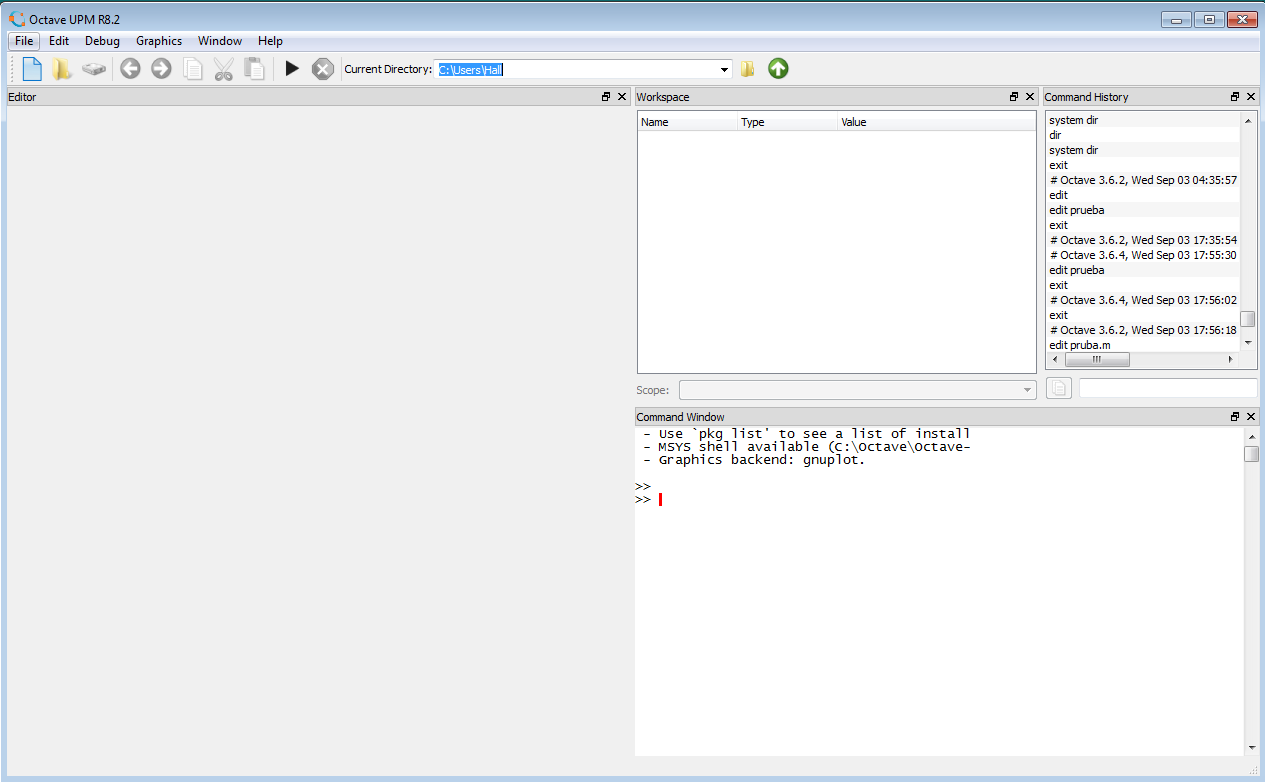 Octave UPM R8.2
File Edit Debug Graphics Window Help
Current Directory: C:\Users\Hall
Editor
Workspace
Name Type Value
Scope:
Command History
system dir
dir
system dir
exit
# Octave 3.6.2, Wed Sep 03 04:35:57
edit
edit prueba
exit
# Octave 3.6.2, Wed Sep 03 17:35:54
# Octave 3.6.4, Wed Sep 03 17:55:30
edit prueba
exit
# Octave 3.6.4, Wed Sep 03 17:56:02
exit
# Octave 3.6.2, Wed Sep 03 17:56:18
edit pruba.m
Command Window
- Use `pkg list' to see a list of install
- MSYS shell available (C:\Octave\Octave-
- Graphics backend: gnuplot.
>>
>>